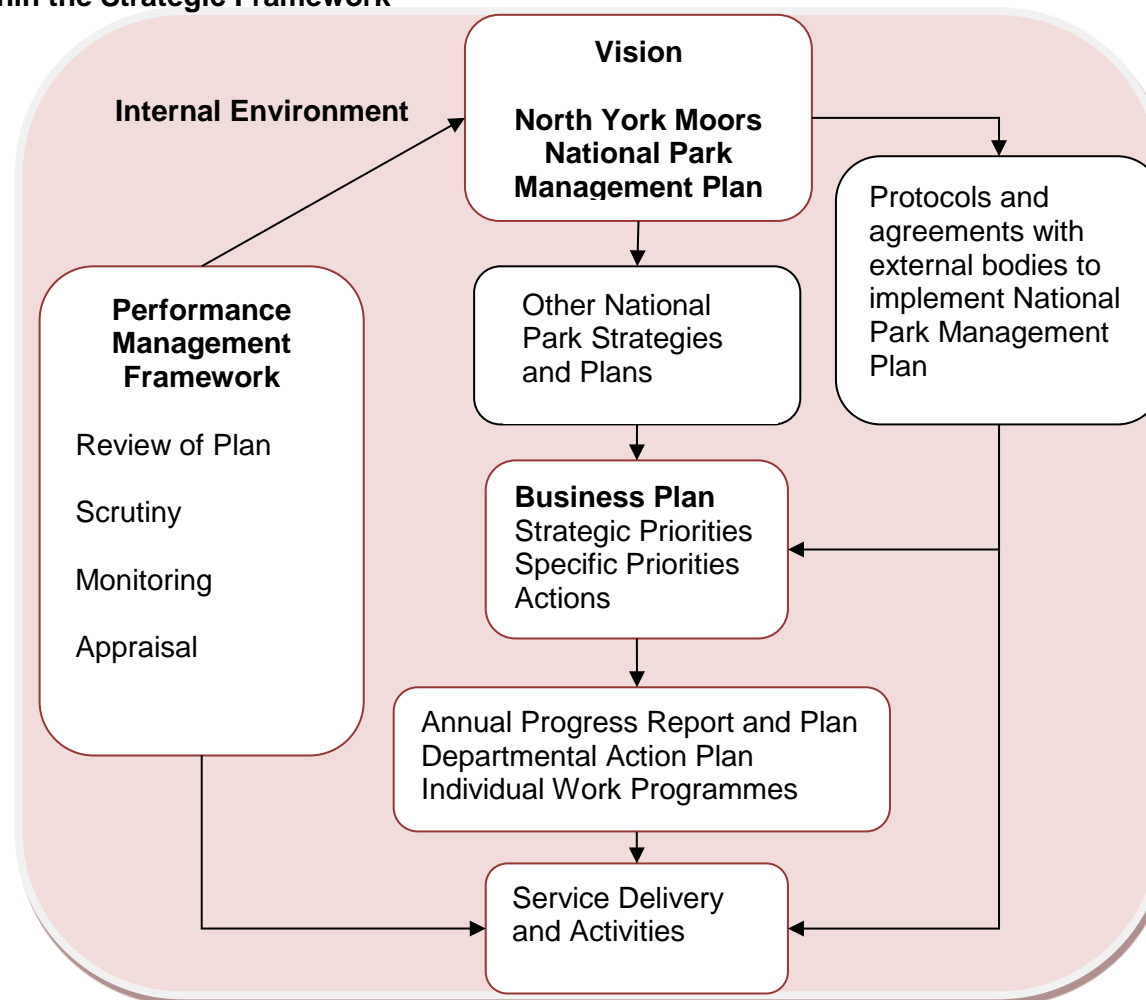 the Strategic Framework
Vision
Internal Environment
North York Moors
National Park
Management Plan
Protocols and
agreements with
external bodies to
implement National
Park Management
Plan
Performance
Management
Framework
Review of Plan
Scrutiny
Monitoring
Appraisal
Other National
Park Strategies
and Plans
Business Plan
Strategic Priorities
Specific Priorities
Actions
Annual Progress Report and Plan
Departmental Action Plan
Individual Work Programmes
Service Delivery
and Activities